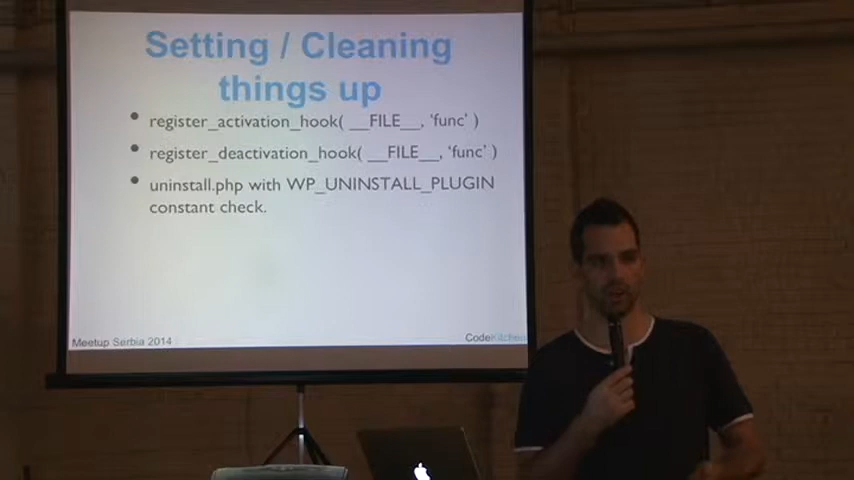 Setting / Cleaning
things up
• register_activation_hook( __FILE__, ‘func’ )
• register_deactivation_hook( __FILE__, ‘func’ )
• uninstall.php with WP_UNINSTALL_PLUGIN
constant check.
Meetup Serbia 2014
CodeKitchen